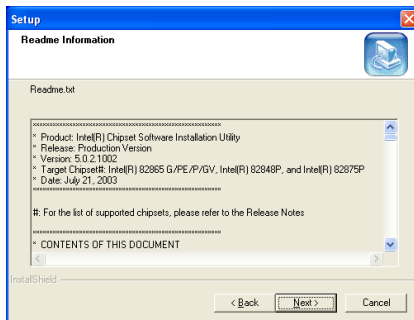 Setup
Readme Information
Readme.txt
************************************************************
* Product: Intel(R) Chipset Software Installation Utility
* Release: Production Version
* Version: 5.0.2.1002
* Target Chipset#: Intel(R) 82865 G/PE/P/GV, Intel(R) 82848P, and Intel(R) 82875P
* Date: July 21, 2003
************************************************************
#: For the list of supported chipsets, please refer to the Release Notes
************************************************************
* CONTENTS OF THIS DOCUMENT
InstallShield
< Back
Next >
Cancel